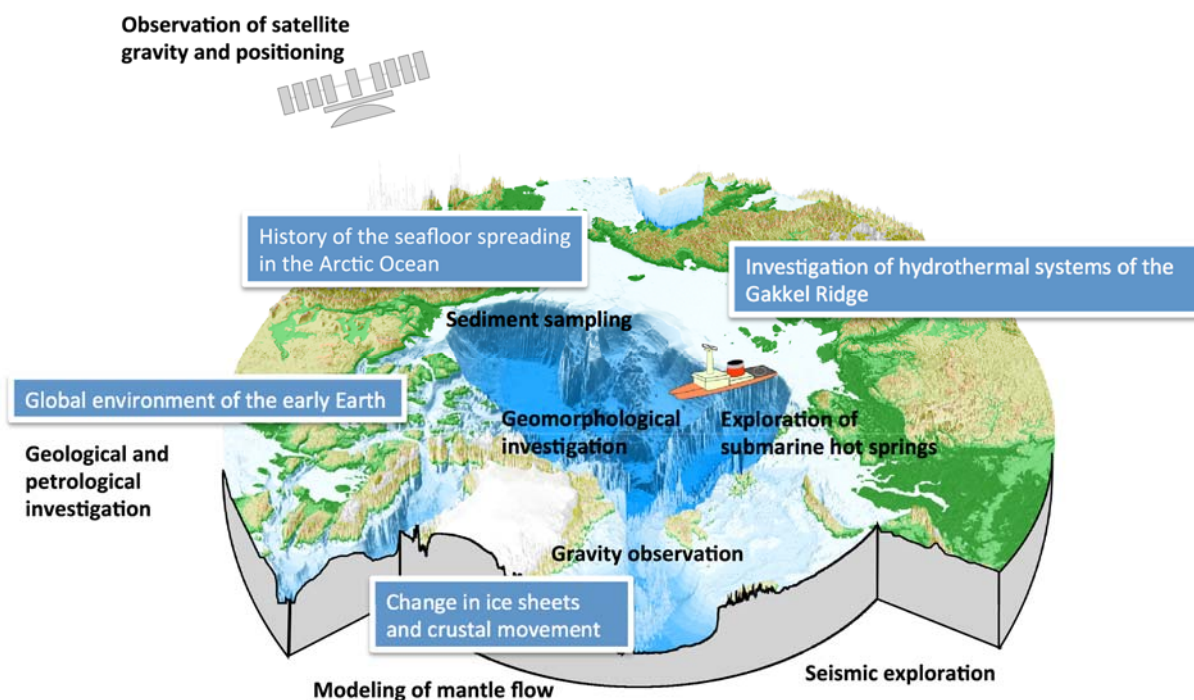 Observation of satellite
gravity and positioning
History of the seafloor spreading
in the Arctic Ocean
Investigation of hydrothermal systems of the
Gakkel Ridge
Sediment sampling
Global environment of the early Earth
Geomorphological
investigation
Exploration of
submarine hot springs
Geological and
petrological
investigation
Gravity observation
Change in ice sheets
and crustal movement
Seismic exploration
Modeling of mantle flow